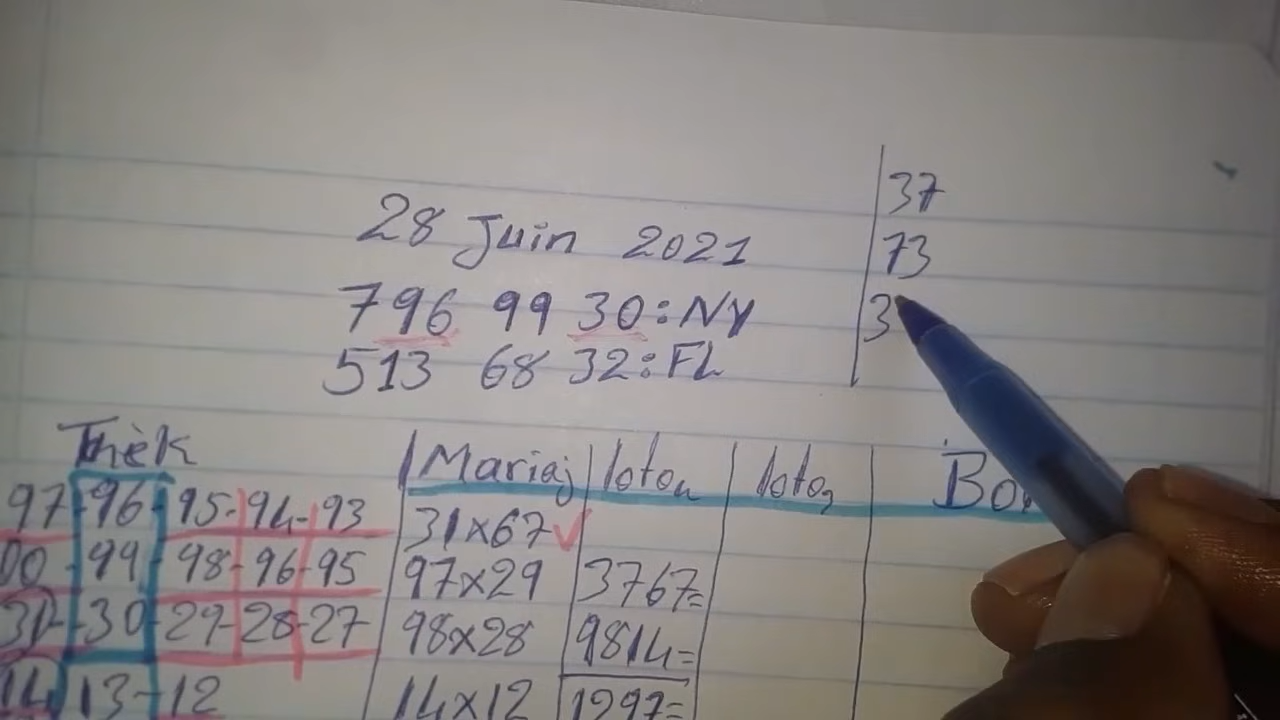 37
28 Juin 2021
73
796 99 30:NY
3
513 68 32:FL
Thèk Mariaj loto4 loto3
97-96-95-94-93 31x67✓
00-99-98-96-95 97x29 3767=
31-30-29-28-27 98x28 9814=
14 13-12 14x12 1297=